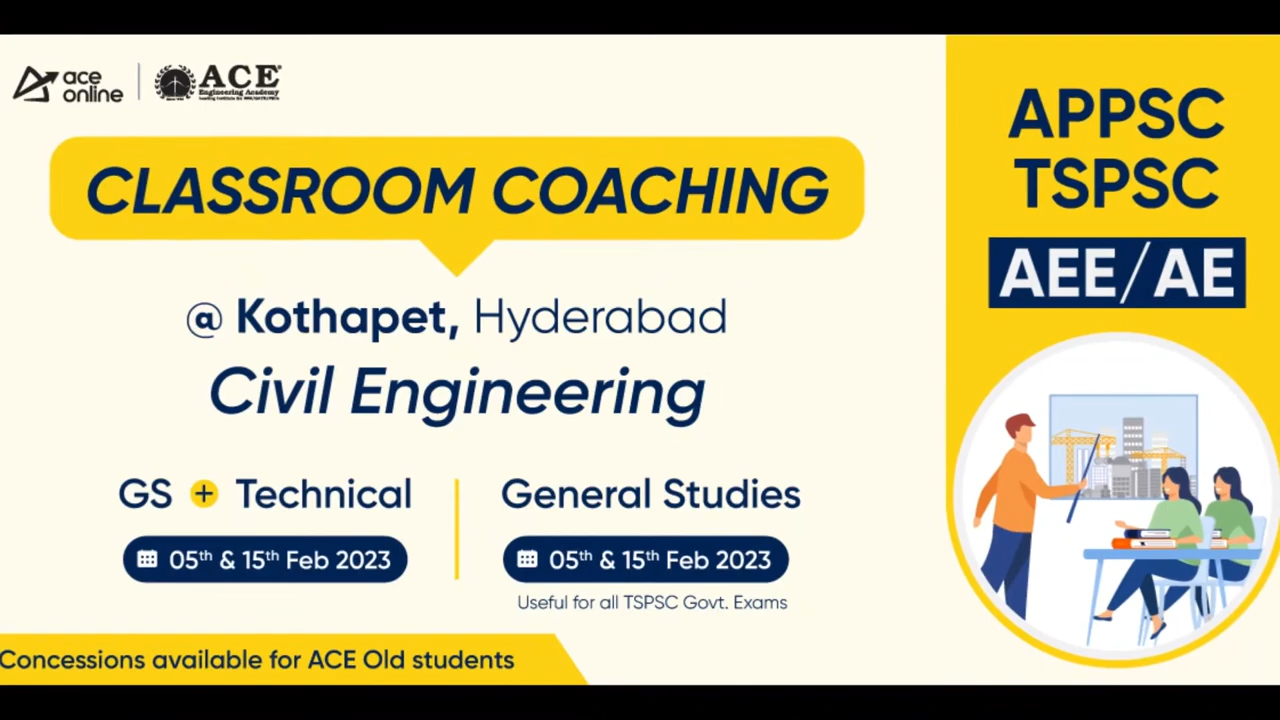 ace
online
ACE
Engineering Academy
CLASSROOM COACHING
@ Kothapet, Hyderabad
Civil Engineering
GS + Technical
05th & 15th Feb 2023
General Studies
05th & 15th Feb 2023
Useful for all TSPSC Govt. Exams
Concessions available for ACE Old students
APPSC
TSPSC
AEE/AE